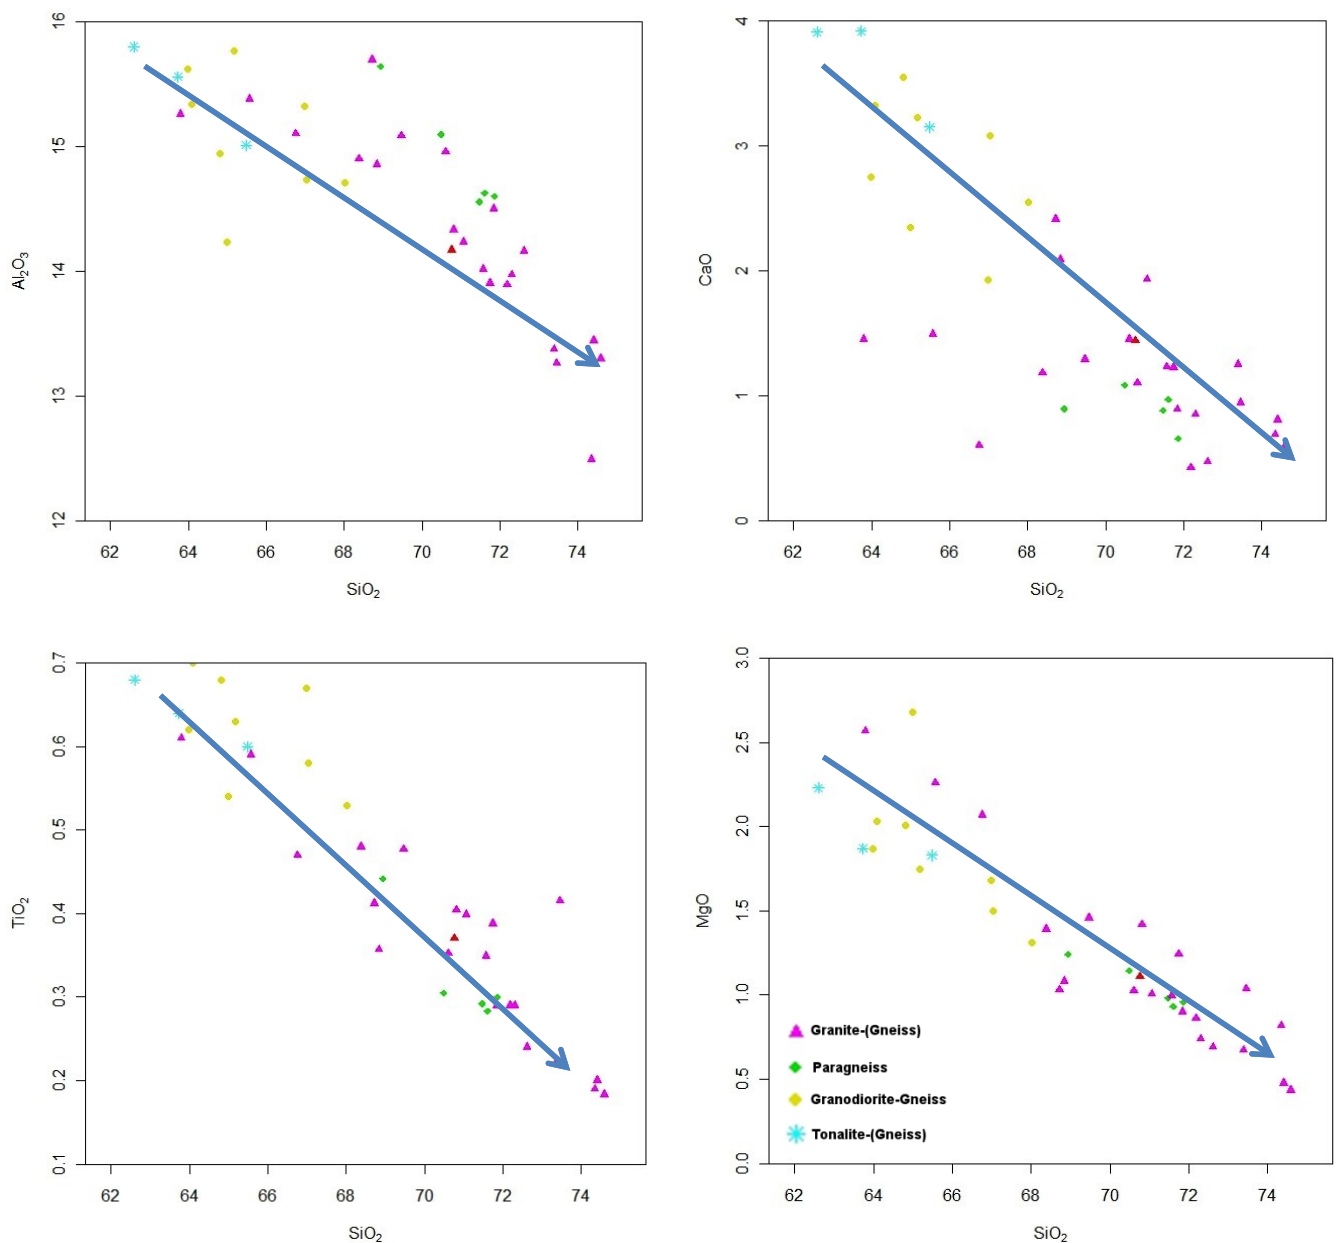 16
15
14
13
12
Al₂O₃
62 64 66 68 70 72 74
SiO₂
4
3
2
1
0
CaO
62 64 66 68 70 72 74
SiO₂
0.7
0.6
0.5
0.4
0.3
0.2
0.1
TiO₂
62 64 66 68 70 72 74
SiO₂
3.0
2.5
2.0
1.5
1.0
0.5
0.0
MgO
Granite-(Gneiss)
Paragneiss
Granodiorite-Gneiss
Tonalite-(Gneiss)
62 64 66 68 70 72 74
SiO₂